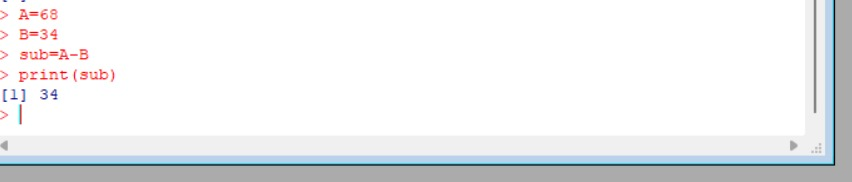 > A=68
> B=34
> sub=A-B
> print(sub)
[1] 34
>